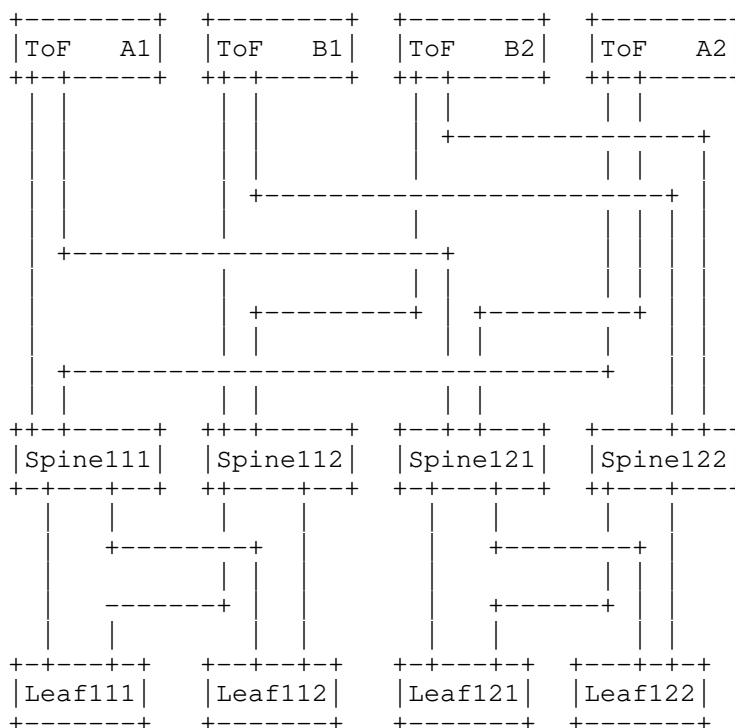 ToF A1 ToF B1 ToF B2 ToF A2
Spine111 Spine112 Spine121 Spine122
Leaf111 Leaf112 Leaf121 Leaf122